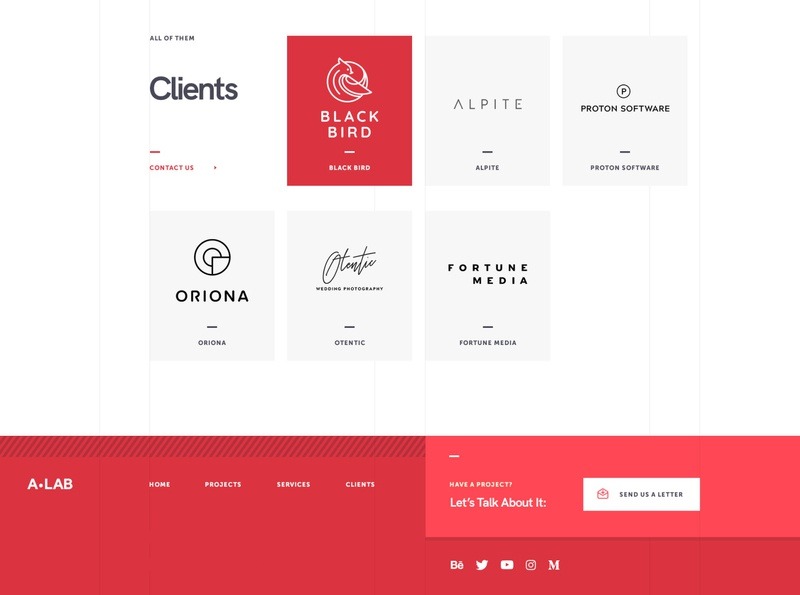 ALL OF THEM
Clients
CONTACT US
BLACK
BIRD
BLACK BIRD
ALPITE
ALPITE
P
PROTON SOFTWARE
PROTON SOFTWARE
ORIONA
ORIONA
Otentic
WEDDING PHOTOGRAPHY
OTENTIC
FORTUNE
MEDIA
FORTUNE MEDIA
A•LAB
HOME
PROJECTS
SERVICES
CLIENTS
HAVE A PROJECT?
Let's Talk About It:
SEND US A LETTER
Bē
M